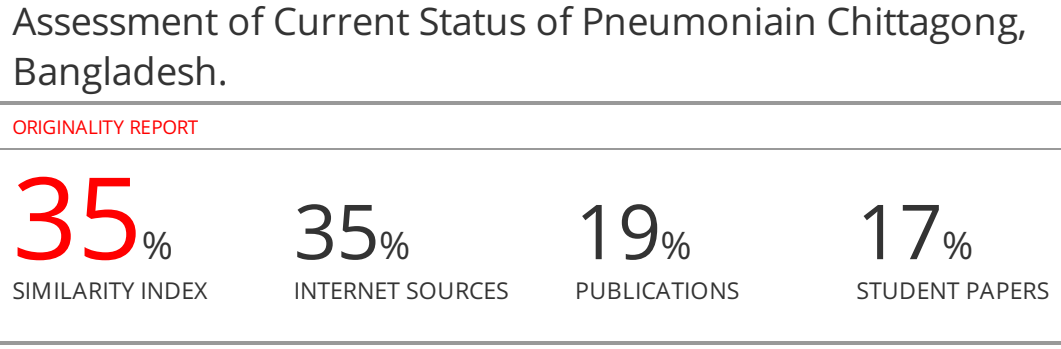 Assessment of Current Status of Pneumoniain Chittagong,
Bangladesh.
ORIGINALITY REPORT
35% 35% 19% 17%
SIMILARITY INDEX INTERNET SOURCES PUBLICATIONS STUDENT PAPERS